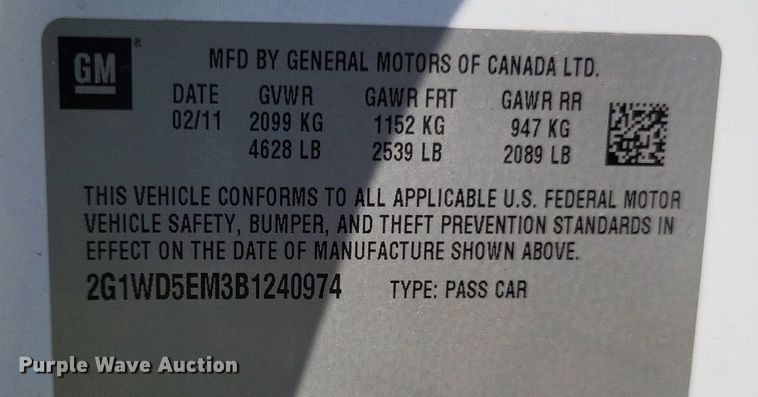 GM ®
MFD BY GENERAL MOTORS OF CANADA LTD.
DATE GVWR GAWR FRT GAWR RR
02/11 2099 KG 1152 KG 947 KG
4628 LB 2539 LB 2089 LB
THIS VEHICLE CONFORMS TO ALL APPLICABLE U.S. FEDERAL MOTOR
VEHICLE SAFETY, BUMPER, AND THEFT PREVENTION STANDARDS IN
EFFECT ON THE DATE OF MANUFACTURE SHOWN ABOVE.
2G1WD5EM3B1240974 TYPE: PASS CAR
Purple Wave Auction